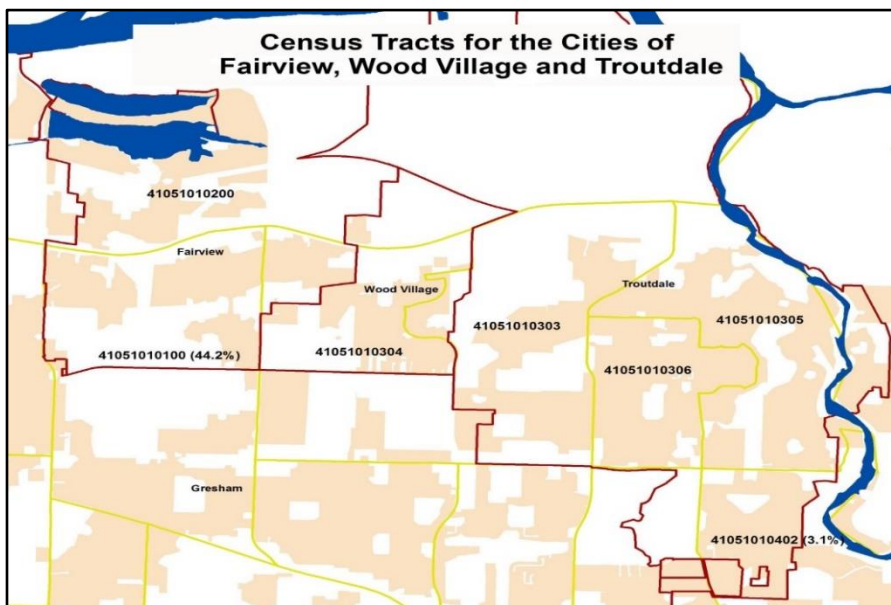 Census Tracts for the Cities of
Fairview, Wood Village and Troutdale
41051010200
Fairview
Wood Village
Troutdale
41051010303
41051010305
41051010100 (44.2%)
41051010304
41051010306
Gresham
41051010402 (3.1%)